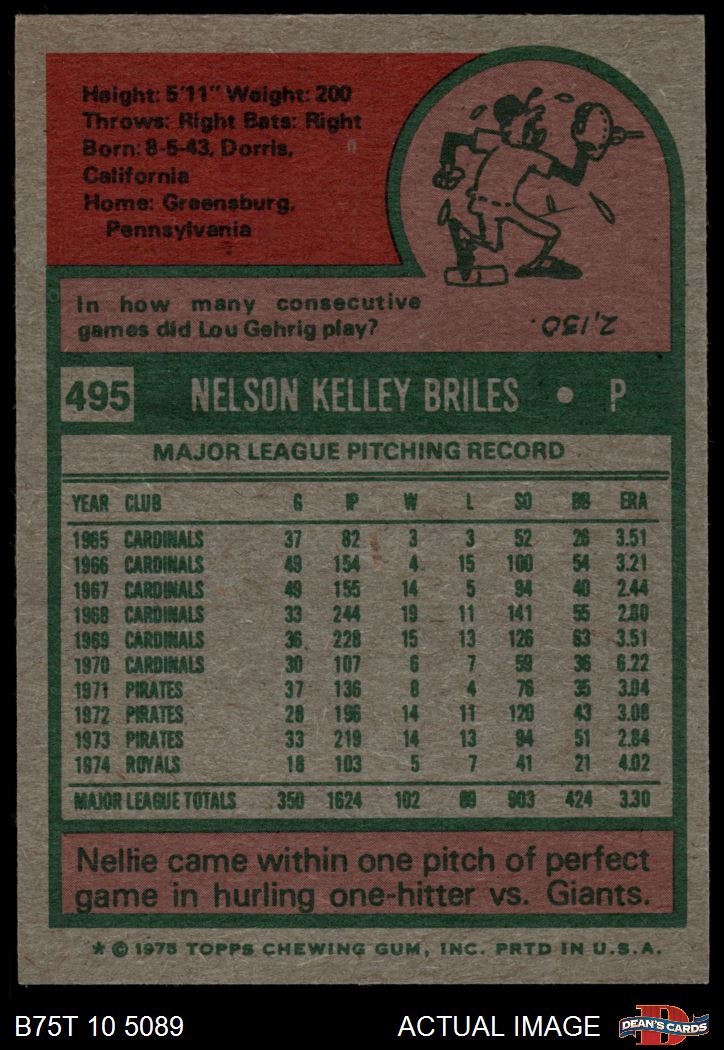 Height: 5'11" Weight: 200
Throws: Right Bats: Right
Born: 8-5-43, Dorris,
California
Home: Greensburg,
Pennsylvania
In how many consecutive
games did Lou Gehrig play?
2,130.
495 NELSON KELLEY BRILES • P
MAJOR LEAGUE PITCHING RECORD
YEAR CLUB G IP W L SO BB ERA
1965 CARDINALS 37 82 3 3 52 26 3.51
1966 CARDINALS 49 154 4 15 100 54 3.21
1967 CARDINALS 49 155 14 5 94 40 2.44
1968 CARDINALS 33 244 19 11 141 55 2.80
1969 CARDINALS 36 228 15 13 126 63 3.51
1970 CARDINALS 30 107 6 7 59 36 6.22
1971 PIRATES 37 136 8 4 76 35 3.04
1972 PIRATES 28 196 14 11 120 43 3.08
1973 PIRATES 33 219 14 13 94 51 2.84
1974 ROYALS 18 103 5 7 41 21 4.02
MAJOR LEAGUE TOTALS 350 1624 102 89 903 424 3.30
Nellie came within one pitch of perfect
game in hurling one-hitter vs. Giants.
* © 1975 TOPPS CHEWING GUM, INC. PRTD IN U.S.A.
B75T 10 5089 ACTUAL IMAGE DEAN'S CARDS